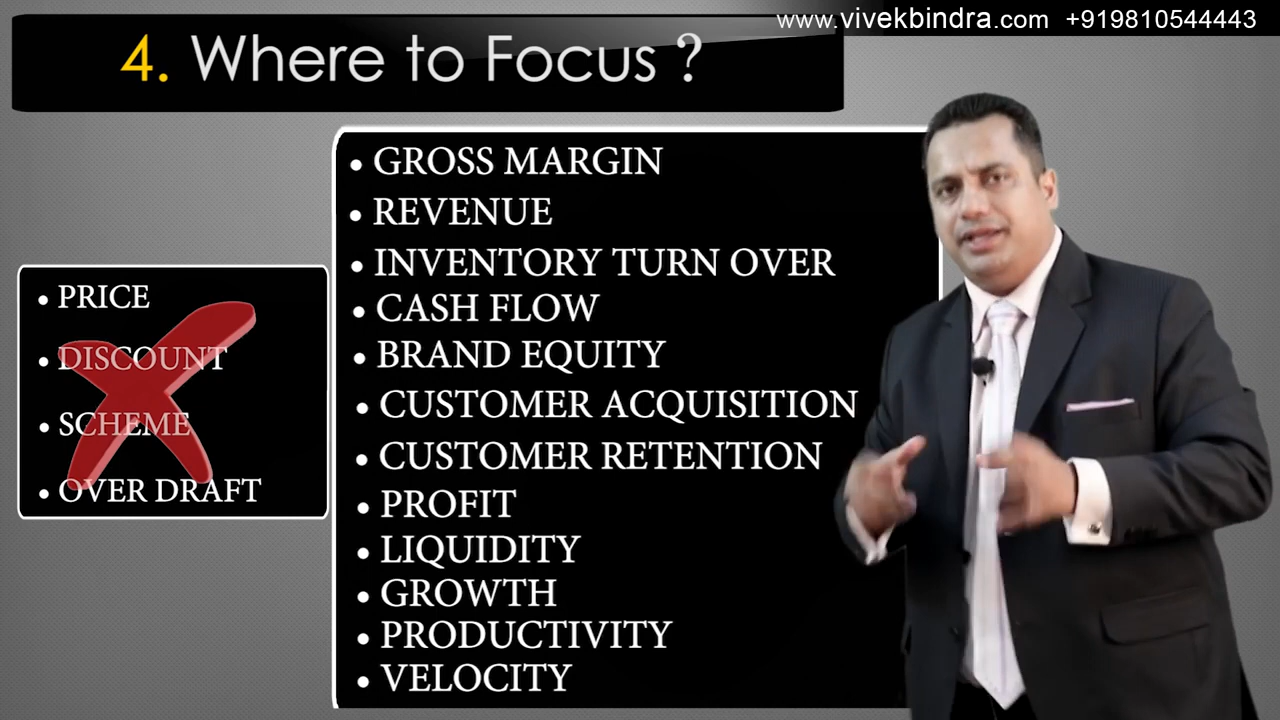 www.vivekbindra.com +919810544443
4. Where to Focus ?
• PRICE
• DISCOUNT
• SCHEME
• OVER DRAFT
• GROSS MARGIN
• REVENUE
• INVENTORY TURN OVER
• CASH FLOW
• BRAND EQUITY
• CUSTOMER ACQUISITION
• CUSTOMER RETENTION
• PROFIT
• LIQUIDITY
• GROWTH
• PRODUCTIVITY
• VELOCITY